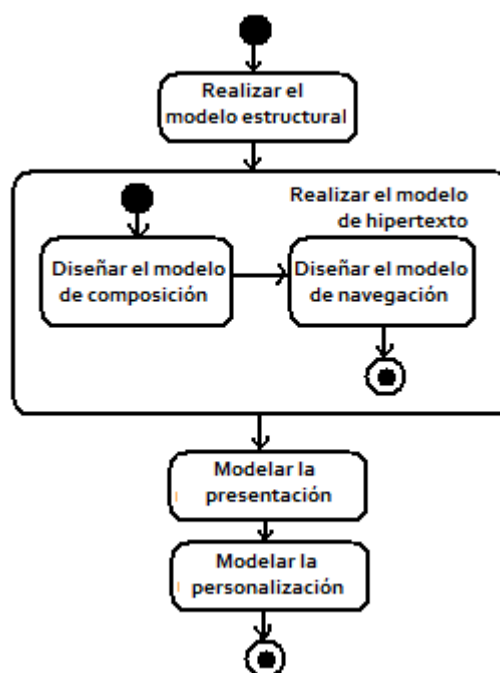 Realizar el
modelo estructural
Realizar el modelo
de hipertexto
Diseñar el modelo
de composición
Diseñar el modelo
de navegación
Modelar la
presentación
Modelar la
personalización